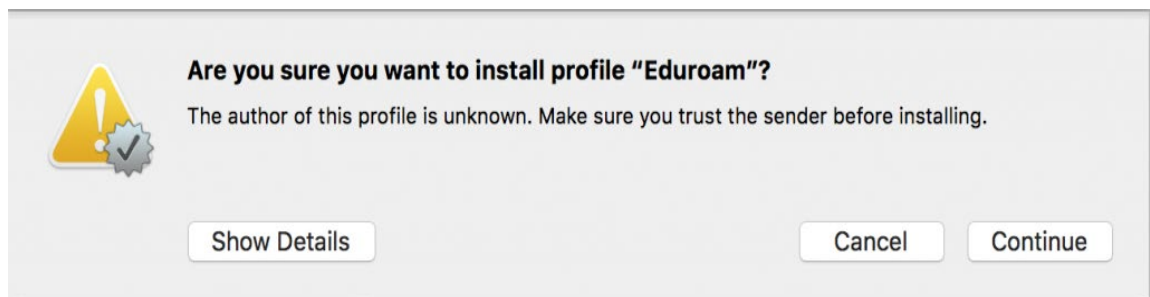 Are you sure you want to install profile “Eduroam”?
The author of this profile is unknown. Make sure you trust the sender before installing.
Show Details
Cancel
Continue